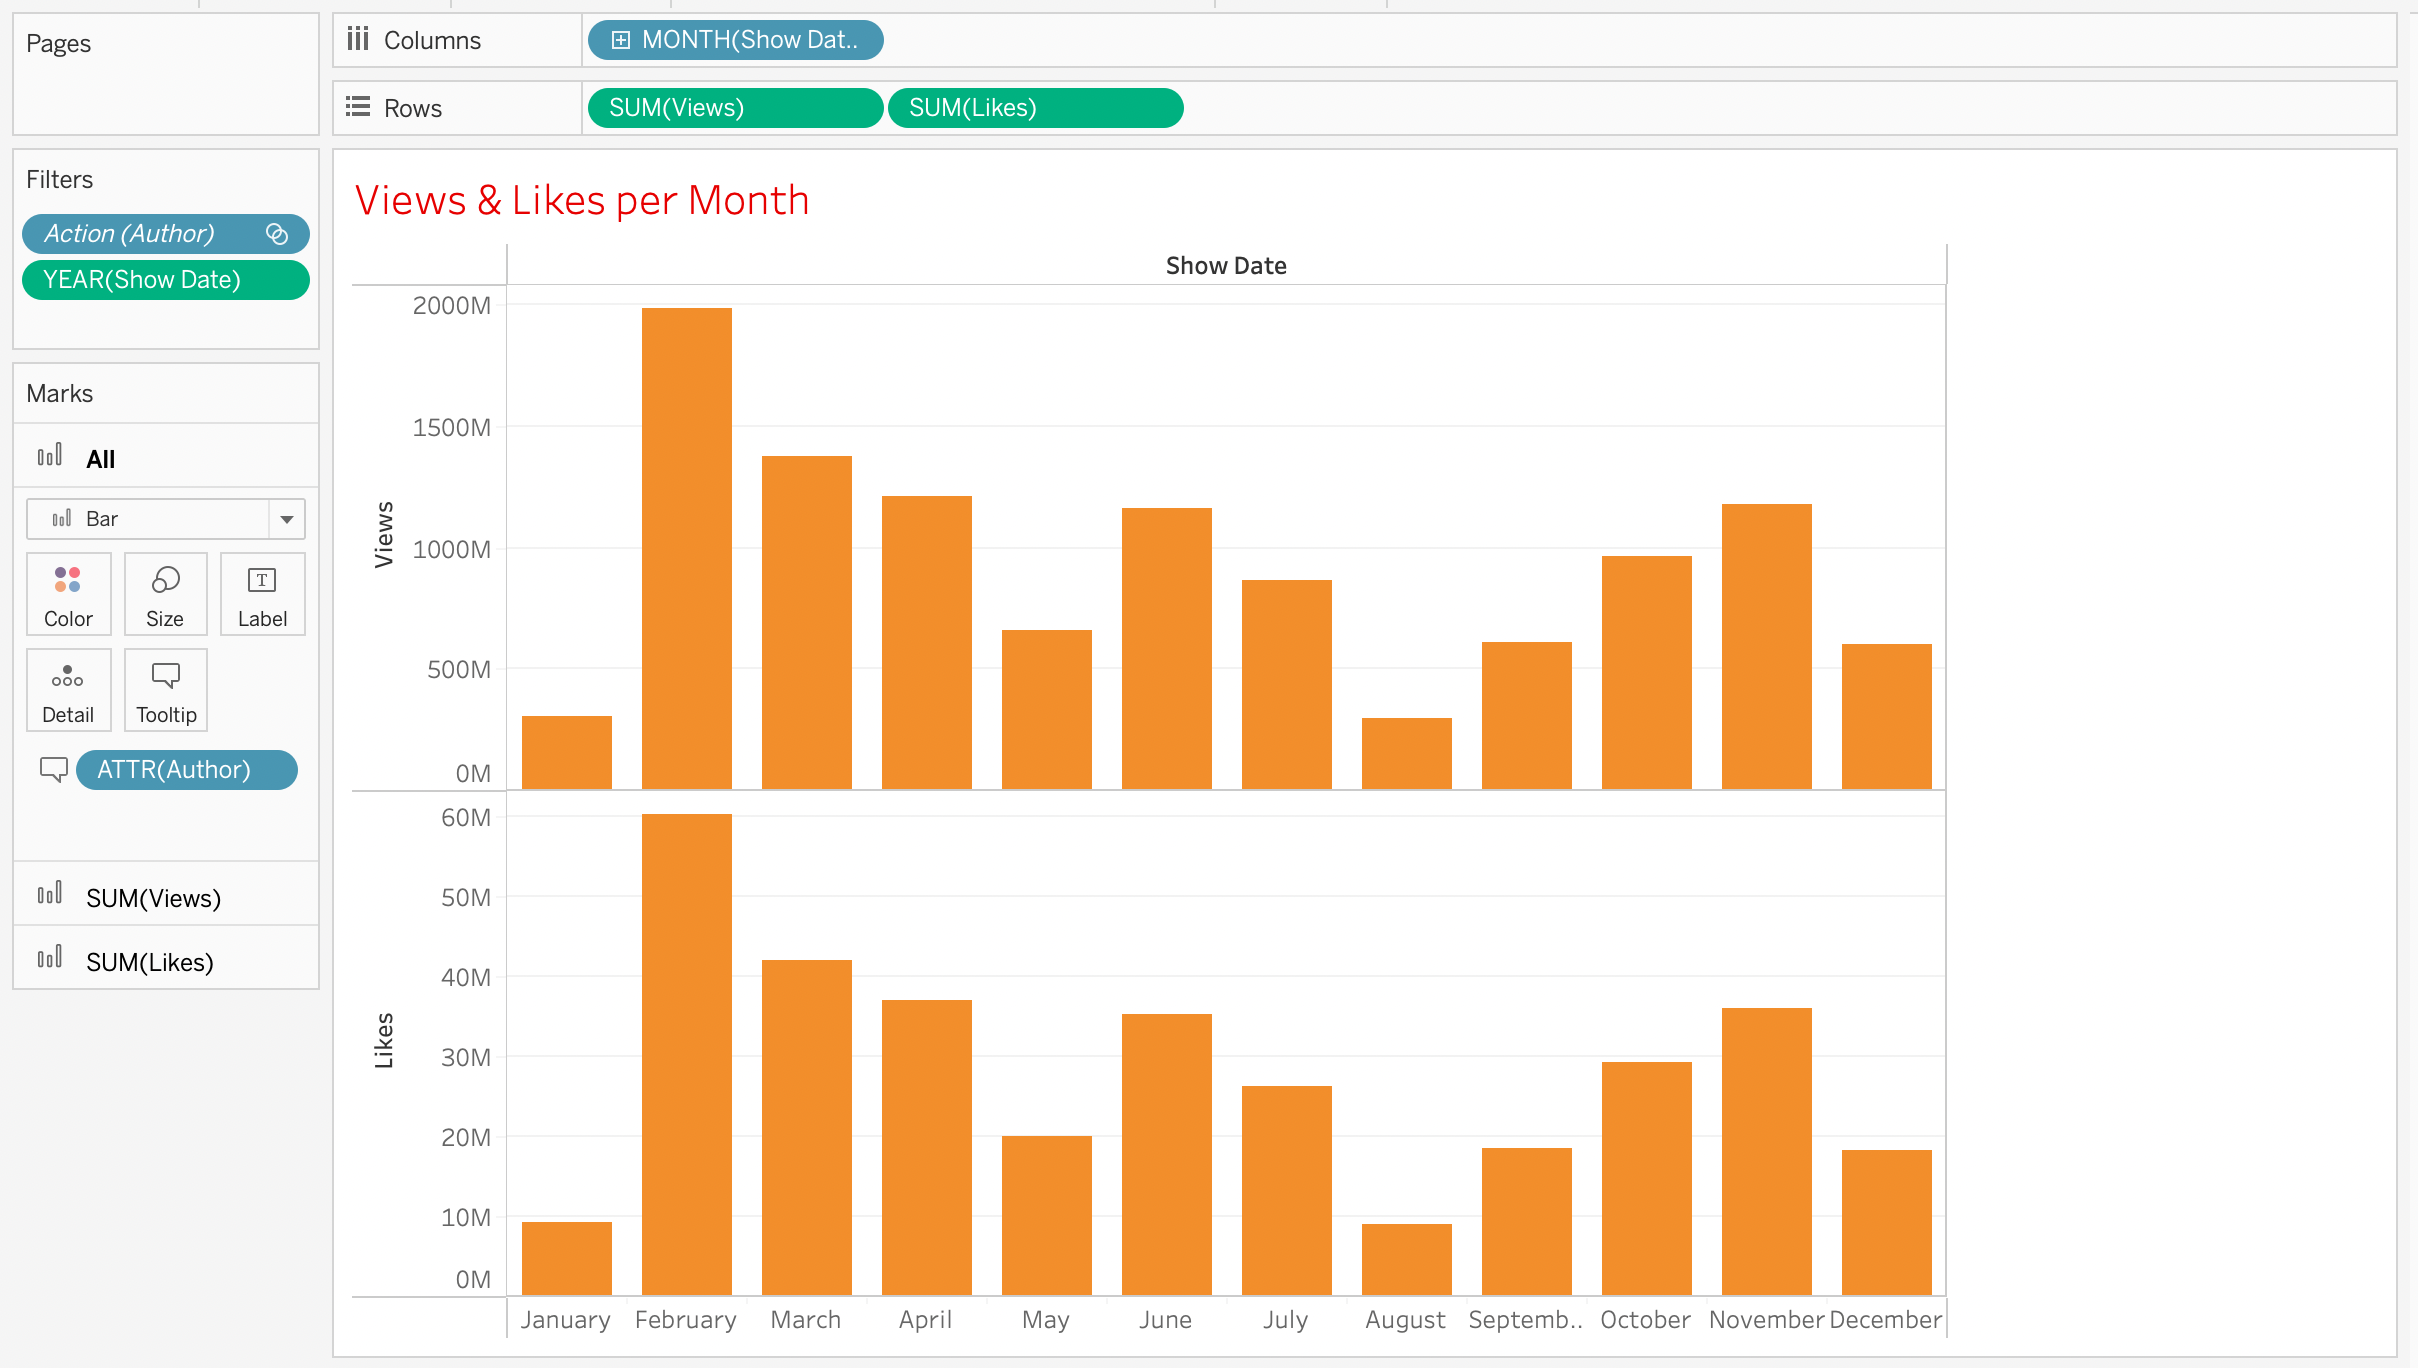 Pages
Columns
MONTH(Show Dat..
Rows
SUM(Views)
SUM(Likes)
Filters
Action (Author)
YEAR(Show Date)
Marks
All
Bar
Color
Size
T
Label
Detail
Tooltip
ATTR(Author)
SUM(Views)
SUM(Likes)
Views & Likes per Month
Show Date
2000M
1500M
1000M
500M
0M
Views
60M
50M
40M
30M
20M
10M
0M
Likes
January February March April May June July August Septemb.. October November December